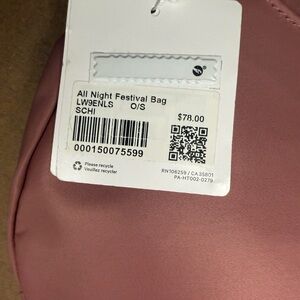 All Night Festival Bag
LW9ENLS O/S
SCHI
$78.00
000150075599
Please recycle
Veuillez recycler
RN106259 / CA35801
PA-HT002-0279